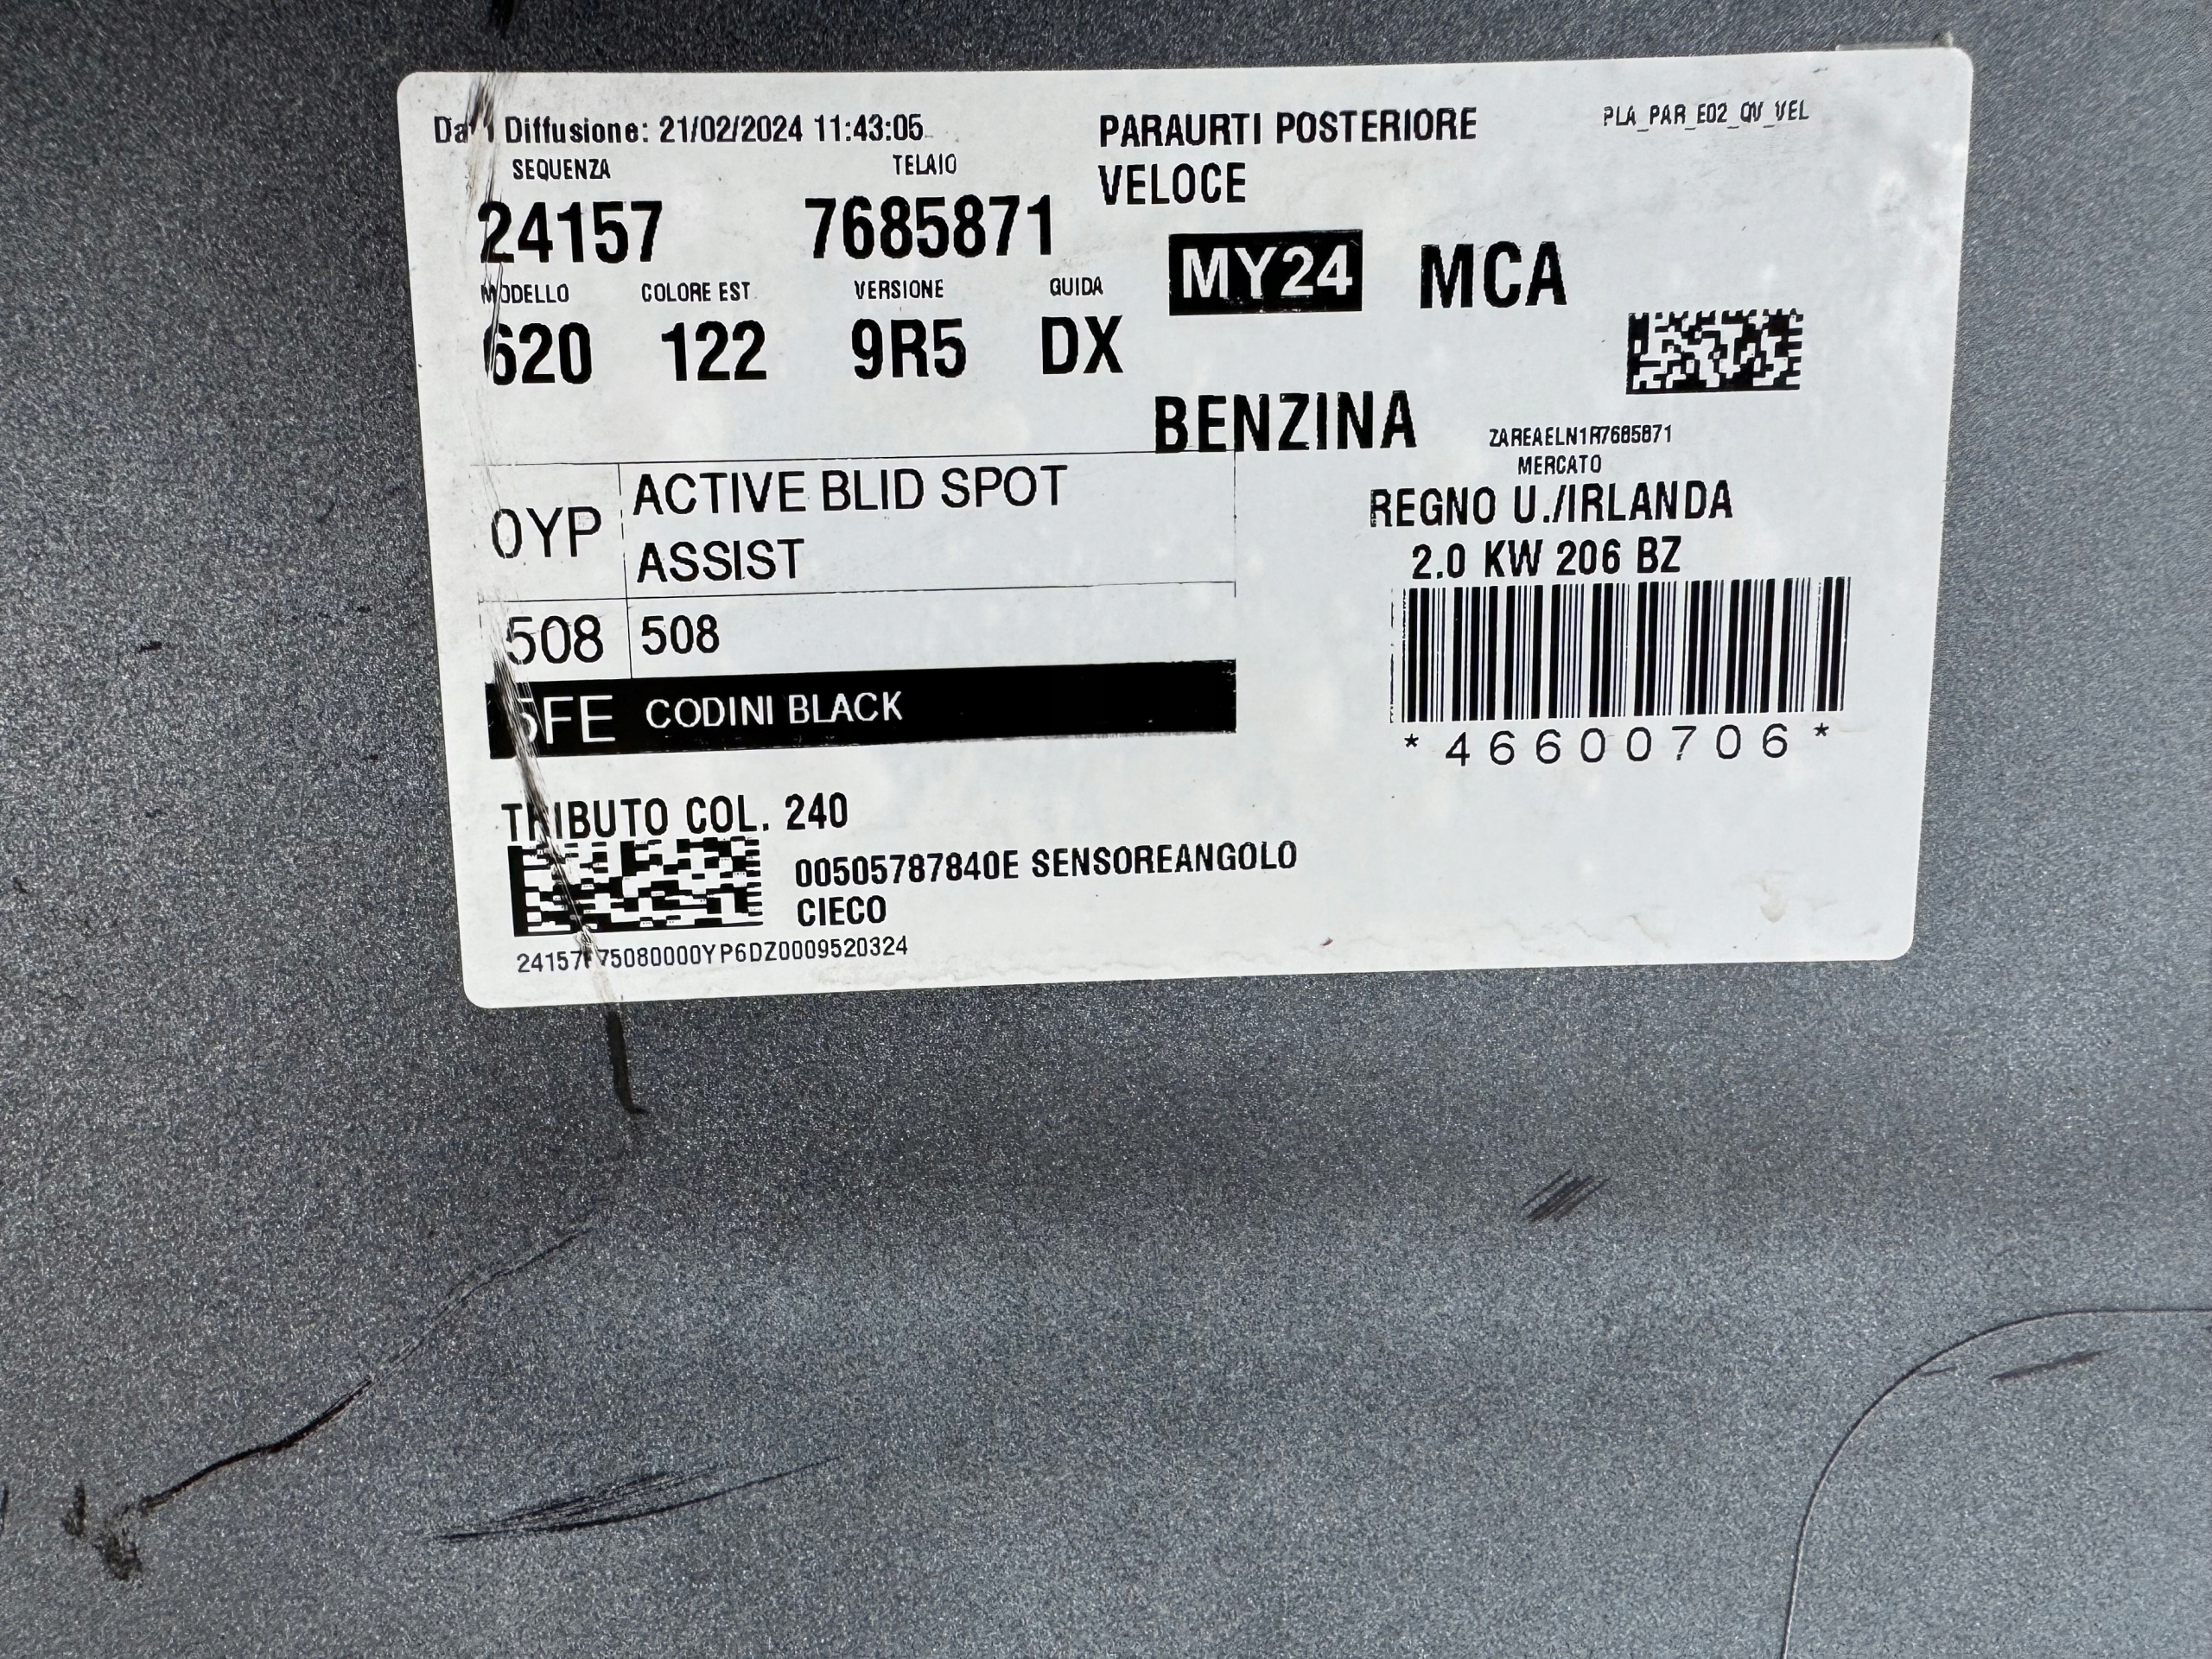 Diffusione: 21/02/2024 11:43:05
PARAURTI POSTERIORE
VELOCE
PLA_PAR_E02_QV_VEL
SEQUENZA TELAIO
24157 7685871
MY24 MCA
MODELLO COLORE EST. VERSIONE GUIDA
620 122 9R5 DX
BENZINA
ZAREAELN1R7685871
MERCATO
REGNO U./IRLANDA
2.0 KW 206 BZ
*46600706*
0YP ACTIVE BLID SPOT
ASSIST
508 508
5FE CODINI BLACK
TRIBUTO COL. 240
00505787840E SENSOREANGOLO
CIECO
24157F75080000YP6DZ0009520324